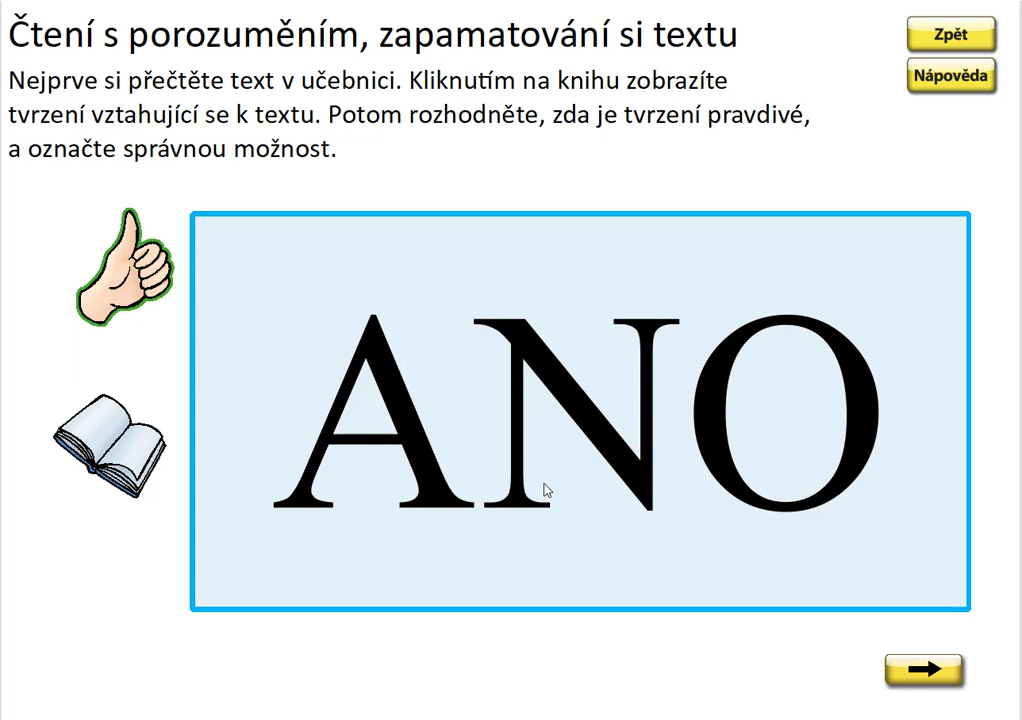 Čtení s porozuměním, zapamatování si textu
Zpět
Nápověda
Nejprve si přečtěte text v učebnici. Kliknutím na knihu zobrazíte
tvrzení vztahující se k textu. Potom rozhodněte, zda je tvrzení pravdivé,
a označte správnou možnost.
ANO